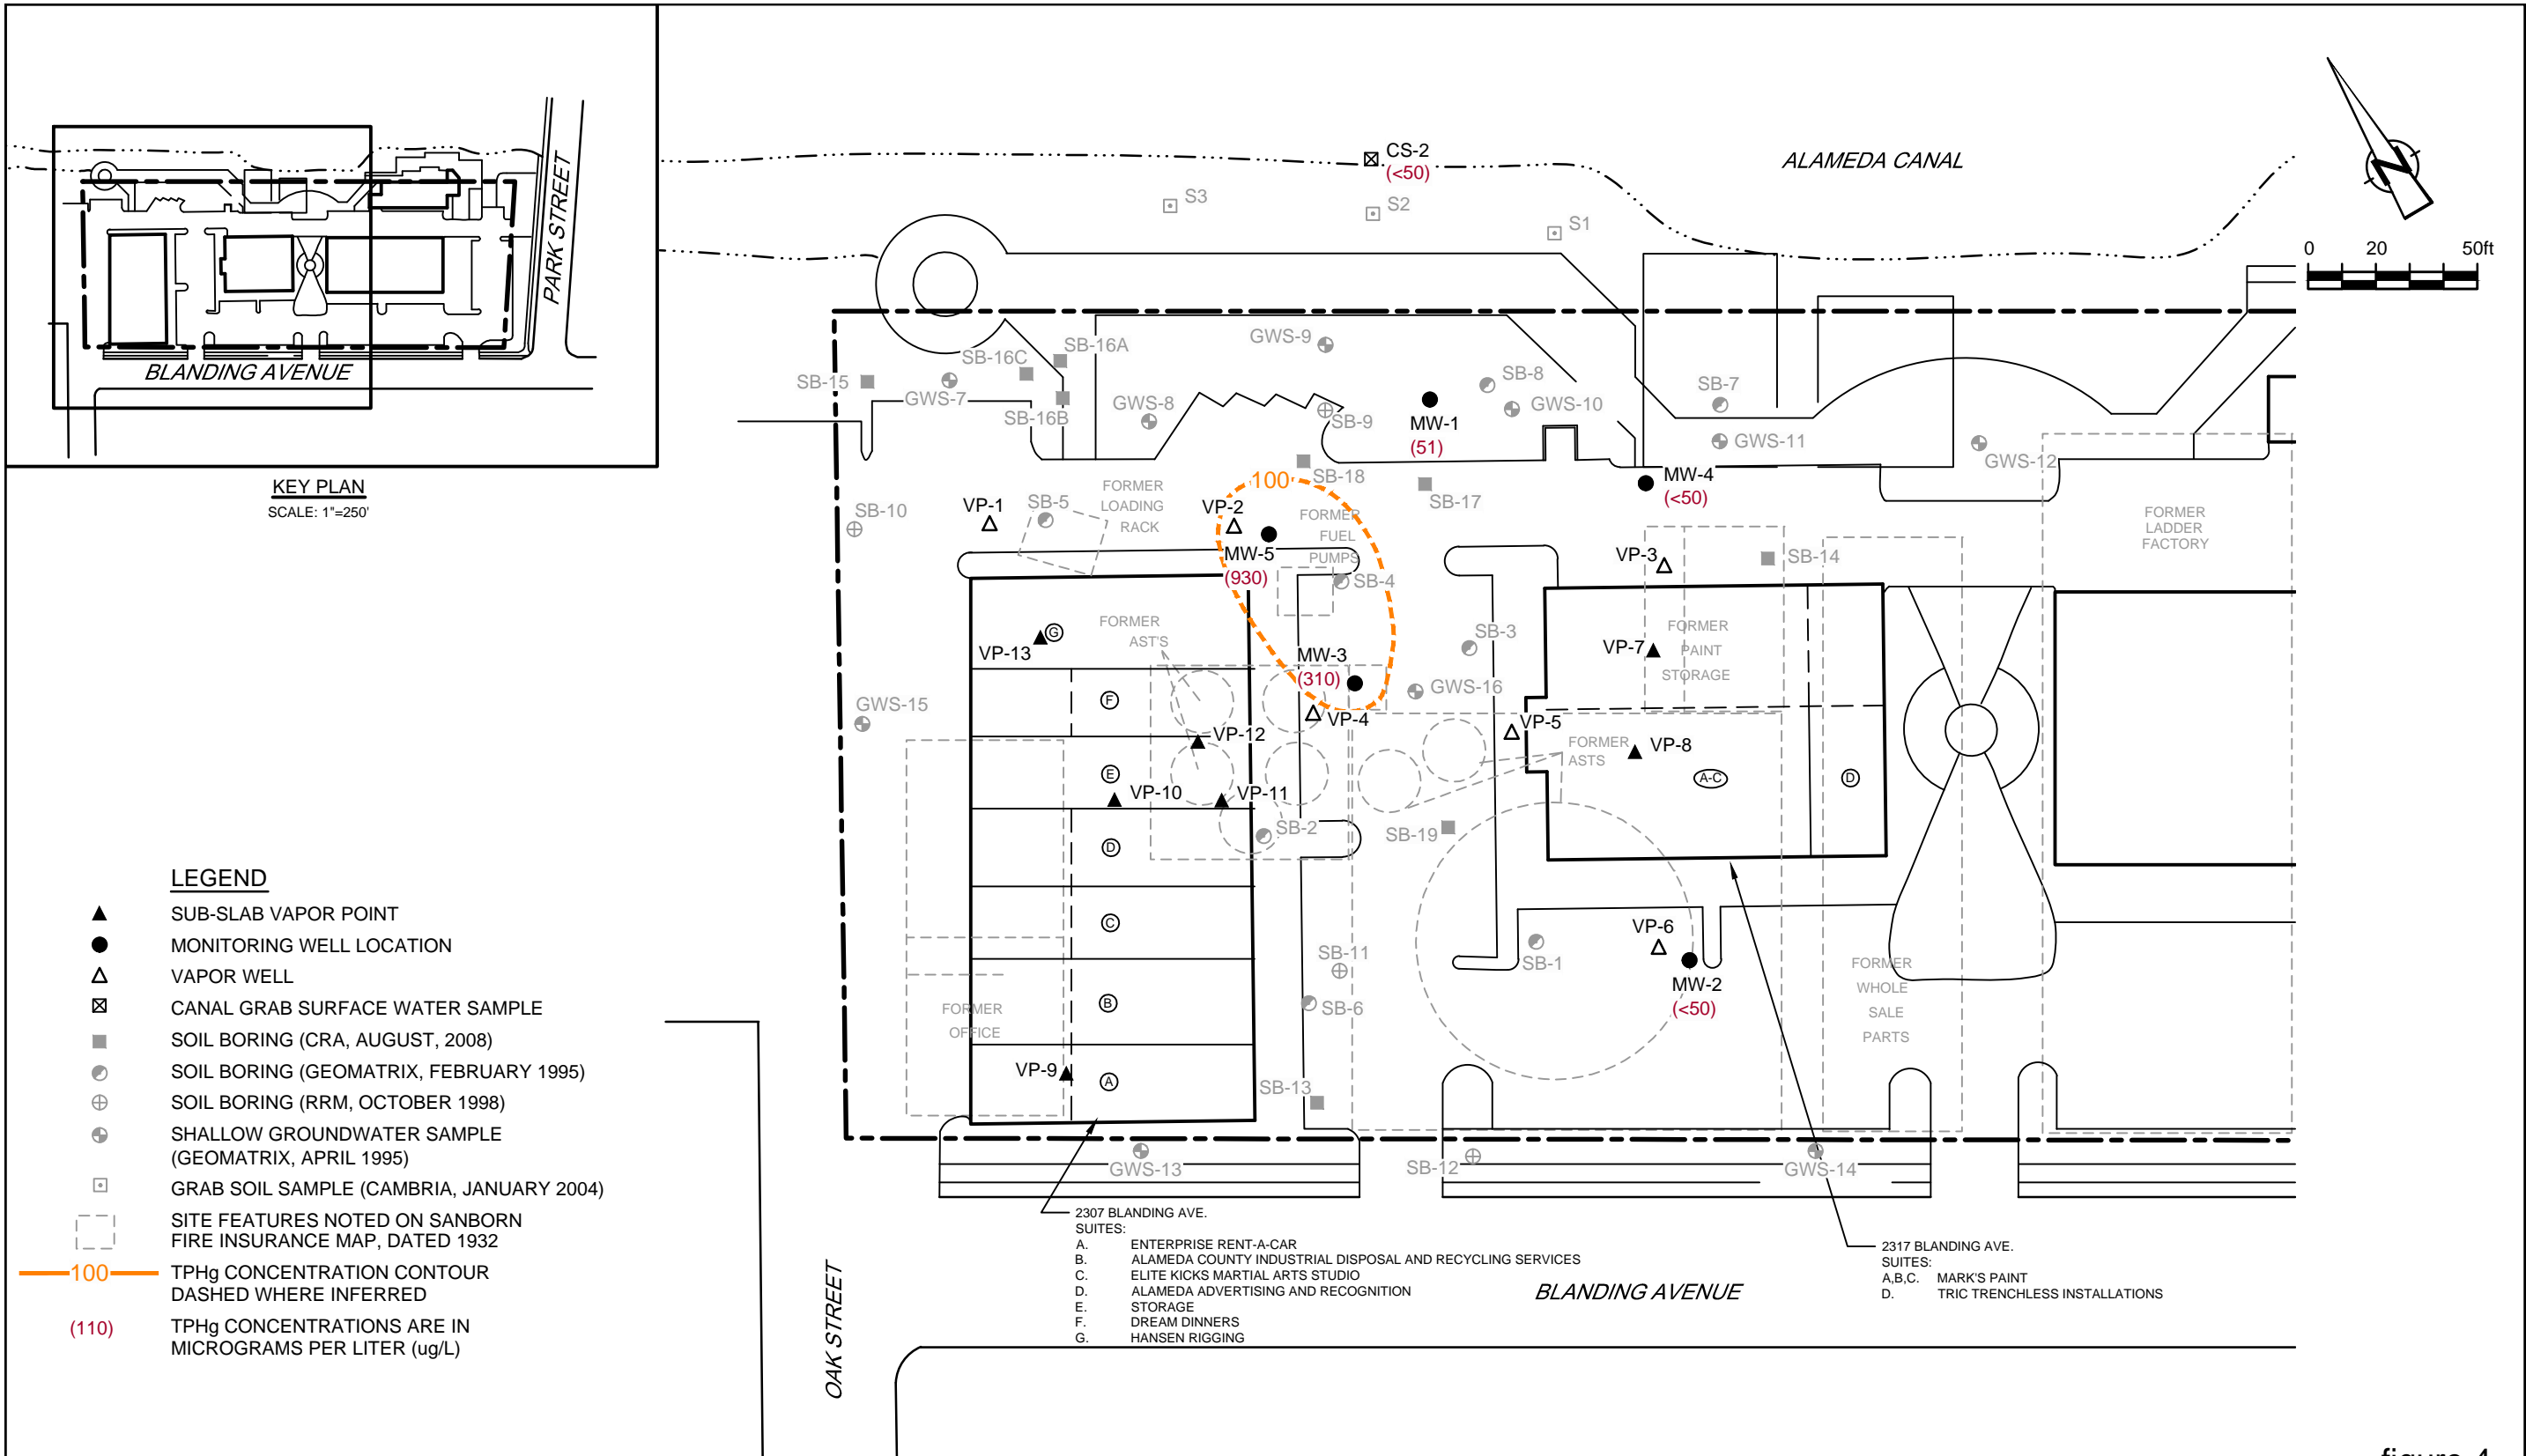 PARK STREET
BLANDING AVENUE
KEY PLAN
SCALE: 1"=250'
CS-2
(<50)
ALAMEDA CANAL
N
0 20 50ft
S3
S2
S1
GWS-9
SB-16A
SB-16C
SB-15
GWS-7
SB-16B
GWS-8
SB-9
SB-8
GWS-10
MW-1
(51)
SB-7
GWS-11
GWS-12
SB-18
SB-17
MW-4
(<50)
100
SB-10
VP-1
SB-5
FORMER
LOADING
RACK
VP-2
MW-5
(930)
FORMER
FUEL
PUMPS
SB-4
VP-3
SB-14
FORMER
LADDER
FACTORY
VP-13
G
FORMER
AST'S
MW-3
(310)
SB-3
GWS-16
VP-7
FORMER
PAINT
STORAGE
F
GWS-15
VP-4
VP-12
VP-5
FORMER
ASTS
VP-8
E
A-C
D
VP-10
VP-11
SB-2
SB-19
D
C
VP-6
SB-11
SB-1
MW-2
(<50)
B
SB-6
FORMER
OFFICE
FORMER
WHOLE
SALE
PARTS
VP-9
A
SB-13
GWS-13
SB-12
GWS-14
LEGEND
SUB-SLAB VAPOR POINT
MONITORING WELL LOCATION
VAPOR WELL
CANAL GRAB SURFACE WATER SAMPLE
SOIL BORING (CRA, AUGUST, 2008)
SOIL BORING (GEOMATRIX, FEBRUARY 1995)
SOIL BORING (RRM, OCTOBER 1998)
SHALLOW GROUNDWATER SAMPLE
(GEOMATRIX, APRIL 1995)
GRAB SOIL SAMPLE (CAMBRIA, JANUARY 2004)
SITE FEATURES NOTED ON SANBORN
FIRE INSURANCE MAP, DATED 1932
100 TPHg CONCENTRATION CONTOUR
DASHED WHERE INFERRED
(110) TPHg CONCENTRATIONS ARE IN
MICROGRAMS PER LITER (ug/L)
2307 BLANDING AVE.
SUITES:
A. ENTERPRISE RENT-A-CAR
B. ALAMEDA COUNTY INDUSTRIAL DISPOSAL AND RECYCLING SERVICES
C. ELITE KICKS MARTIAL ARTS STUDIO
D. ALAMEDA ADVERTISING AND RECOGNITION
E. STORAGE
F. DREAM DINNERS
G. HANSEN RIGGING
2317 BLANDING AVE.
SUITES:
A,B,C. MARK'S PAINT
D. TRIC TRENCHLESS INSTALLATIONS
BLANDING AVENUE
OAK STREET
figure 4